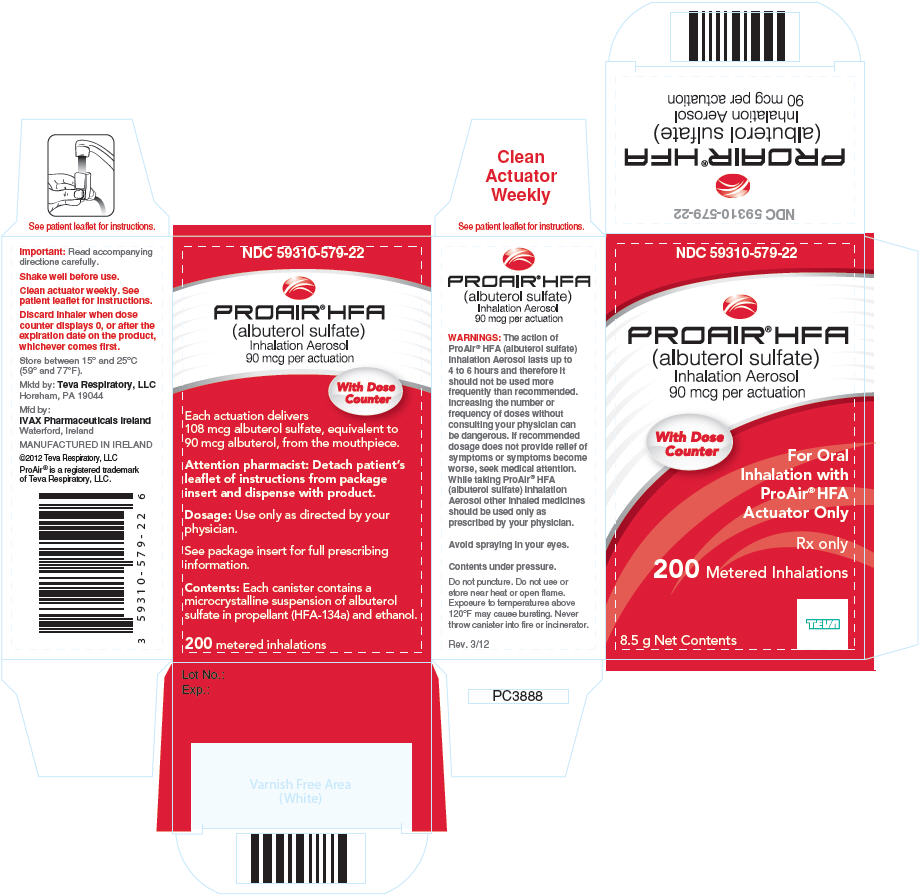 See patient leaflet for instructions.
Important: Read accompanying
directions carefully.
Shake well before use.
Clean actuator weekly. See
patient leaflet for instructions.
Discard inhaler when dose
counter displays 0, or after the
expiration date on the product,
whichever comes first.
Store between 15° and 25°C
(59° and 77°F).
Mktd by: Teva Respiratory, LLC
Horsham, PA 19044
Mfd by:
IVAX Pharmaceuticals Ireland
Waterford, Ireland
MANUFACTURED IN IRELAND
©2012 Teva Respiratory, LLC
ProAir® is a registered trademark
of Teva Respiratory, LLC.
3 59310-579-22 6
NDC 59310-579-22
PROAIR® HFA
(albuterol sulfate)
Inhalation Aerosol
90 mcg per actuation
With Dose
Counter
Each actuation delivers
108 mcg albuterol sulfate, equivalent to
90 mcg albuterol, from the mouthpiece.
Attention pharmacist: Detach patient's
leaflet of instructions from package
insert and dispense with product.
Dosage: Use only as directed by your
physician.
See package insert for full prescribing
information.
Contents: Each canister contains a
microcrystalline suspension of albuterol
sulfate in propellant (HFA-134a) and ethanol.
200 metered inhalations
Lot No.:
Exp.:
Varnish Free Area
(White)
Clean
Actuator
Weekly
See patient leaflet for instructions.
PROAIR® HFA
(albuterol sulfate)
Inhalation Aerosol
90 mcg per actuation
WARNINGS: The action of
ProAir® HFA (albuterol sulfate)
Inhalation Aerosol lasts up to
4 to 6 hours and therefore it
should not be used more
frequently than recommended.
Increasing the number or
frequency of doses without
consulting your physician can
be dangerous. If recommended
dosage does not provide relief of
symptoms or symptoms become
worse, seek medical attention.
While taking ProAir® HFA
(albuterol sulfate) Inhalation
Aerosol other inhaled medicines
should be used only as
prescribed by your physician.
Avoid spraying in your eyes.
Contents under pressure.
Do not puncture. Do not use or
store near heat or open flame.
Exposure to temperatures above
120°F may cause bursting. Never
throw canister into fire or incinerator.
Rev. 3/12
PC3888
NDC 59310-579-22
PROAIR® HFA
(albuterol sulfate)
Inhalation Aerosol
90 mcg per actuation
NDC 59310-579-22
PROAIR® HFA
(albuterol sulfate)
Inhalation Aerosol
90 mcg per actuation
With Dose
Counter
For Oral
Inhalation with
ProAir® HFA
Actuator Only
Rx only
200 Metered Inhalations
TEVA
8.5 g Net Contents